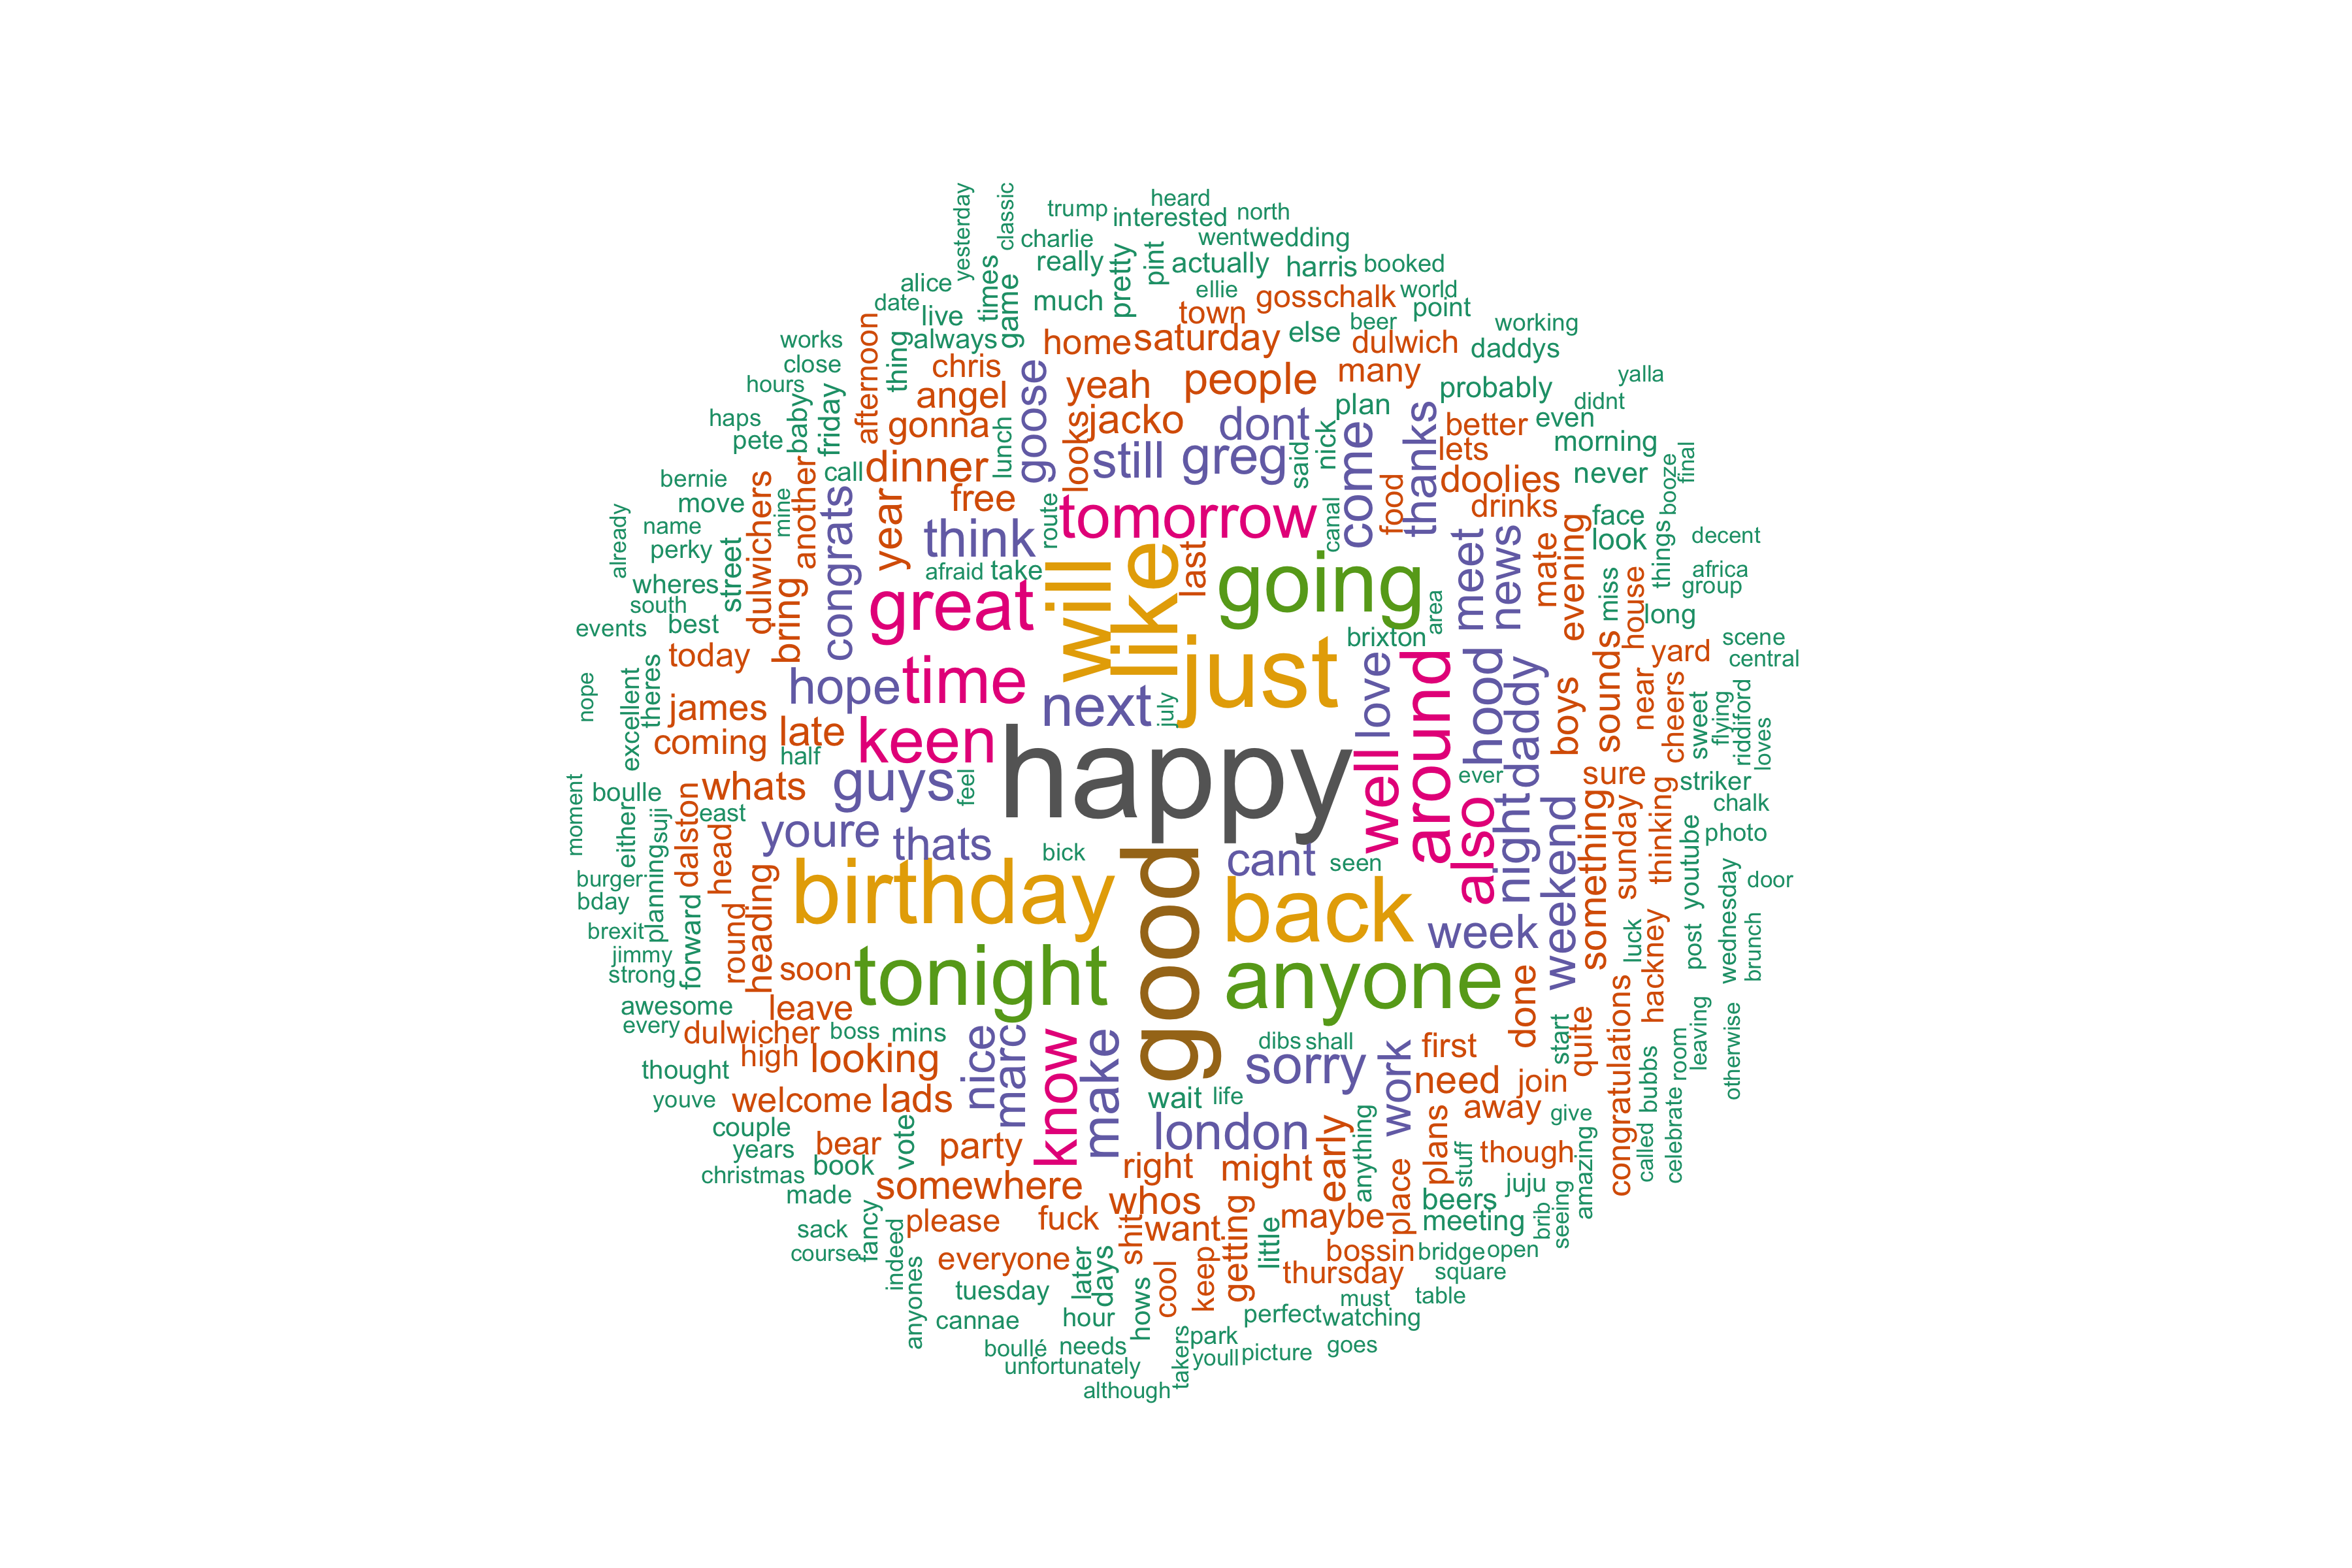 yesterday
classic
trump
heard
interested
north
charlie
went
wedding
really
pretty
pint
actually
harris
booked
alice
times
game
much
ellie
gosschalk
world
date
live
town
point
always
home
saturday
else
beer
dulwich
working
works
afternoon
thing
daddys
close
chris
goose
yeah
people
many
probably
yalla
hours
baby
friday
angel
plan
didnt
haps
gonna
lunch
looks
jacko
dont
nick
thanks
better
even
pete
call
dinner
still
greg
said
come
lets
morning
bernie
dulwichers
another
mine
congrats
year
free
food
doolies
never
booze
final
move
drinks
already
name
think
route
tomorrow
canal
face
perky
street
meet
news
mate
evening
look
things
decent
wheres
afraid
take
will
like
last
going
africa
group
south
bring
great
area
miss
house
long
events
best
just
brixton
scene
today
theres
central
nope
excellent
hope
time
next
july
love
around
hood
daddy
boys
sounds
near
yard
cheers
sweet
flying
riddiford
loves
james
coming
late
keen
happy
well
half
moment
boulle
whats
guys
feel
ever
sure
striker
either
planning
suji
dalston
east
head
also
night
weekend
something
sunday
thinking
chalk
youre
thats
bick
cant
seen
youtube
photo
burger
bday
heading
birthday
good
back
wednesday
door
brexit
forward
round
week
luck
hackney
post
brunch
jimmy
strong
soon
tonight
anyone
done
awesome
leave
congratulations
leaving
otherwise
every
dulwicher
boss
mins
nice
marc
know
make
dibs
shall
work
first
start
quite
room
high
looking
sorry
bubbs
thought
need
join
youve
welcome
lads
wait
life
away
give
called
celebrate
couple
vote
london
early
anything
plans
years
bear
party
stuff
though
amazing
christmas
book
right
might
place
made
somewhere
whos
beers
juju
sack
fancy
please
fuck
shit
want
getting
little
maybe
meeting
brib
seeing
course
indeed
everyone
later
days
cool
keep
bossin
bridge
open
anyones
tuesday
hows
thursday
square
cannae
hour
perfect
watching
must
table
boullé
needs
takers
park
youll
picture
goes
unfortunately
although